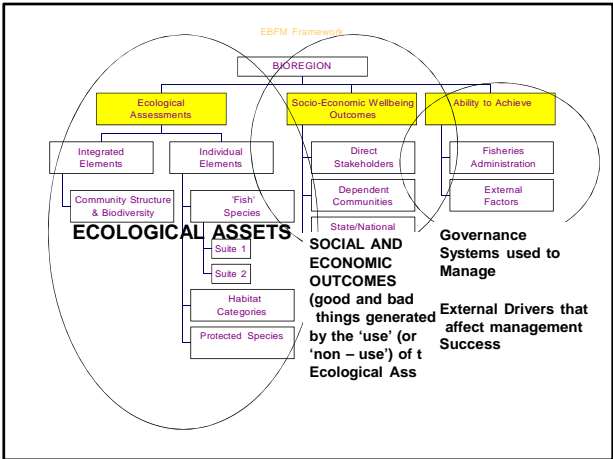 EBFM Framework
BIOREGION
Ecological
Assessments
Socio-Economic Wellbeing
Outcomes
Ability to Achieve
Integrated
Elements
Individual
Elements
Direct
Stakeholders
Fisheries
Administration
Community Structure
& Biodiversity
'Fish'
Species
Dependent
Communities
External
Factors
State/National
ECOLOGICAL ASSETS
Suite 1
Suite 2
Habitat
Categories
Protected Species
SOCIAL AND
ECONOMIC
OUTCOMES
(good and bad
things generated
by the ‘use’ (or
‘non – use’) of t
Ecological Ass
Governance
Systems used to
Manage
External Drivers that
affect management
Success